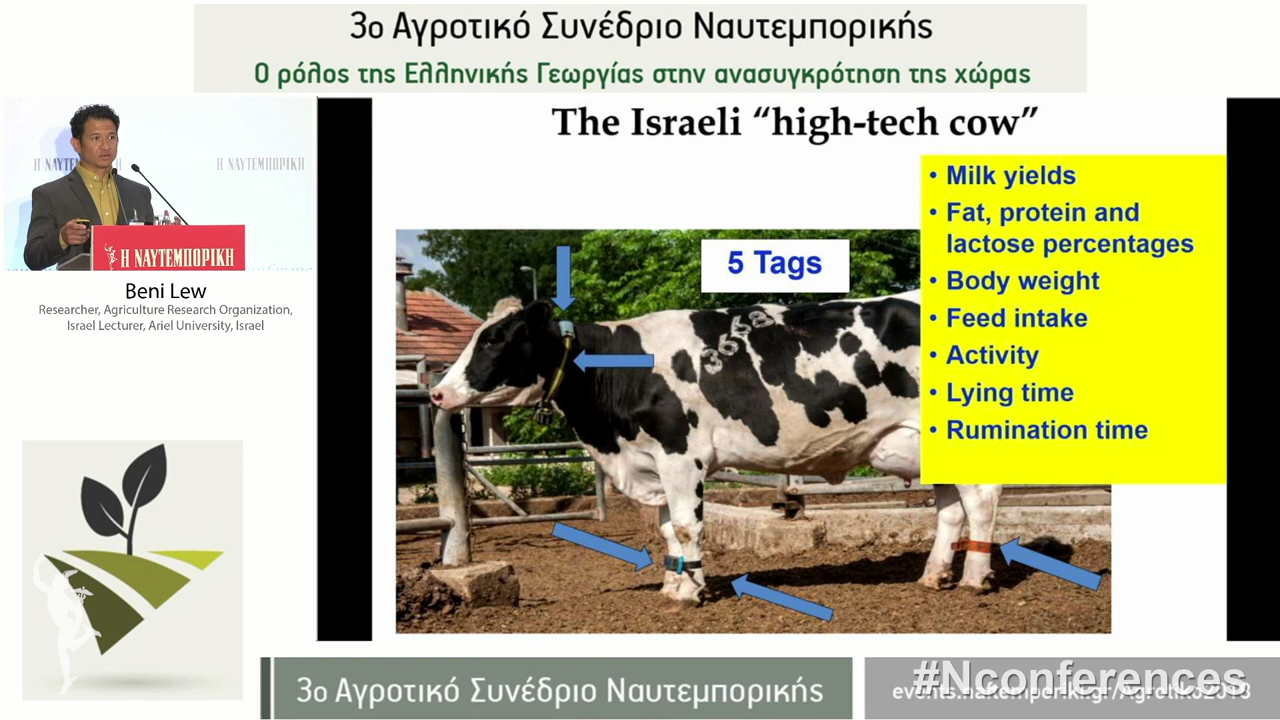 3ο Αγροτικό Συνέδριο Ναυτεμπορικής
Ο ρόλος της Ελληνικής Γεωργίας στην ανασυγκρότηση της χώρας
Η ΝΑΥΤΕΜΠΟΡΙΚΗ
Η ΝΑΥΤΕΜΠΟΡΙΚΗ
Beni Lew
Researcher, Agriculture Research Organization,
Israel Lecturer, Ariel University, Israel
The Israeli “high-tech cow”
5 Tags
3668
• Milk yields
• Fat, protein and
lactose percentages
• Body weight
• Feed intake
• Activity
• Lying time
• Rumination time
3ο Αγροτικό Συνέδριο Ναυτεμπορικής
#Nconferences